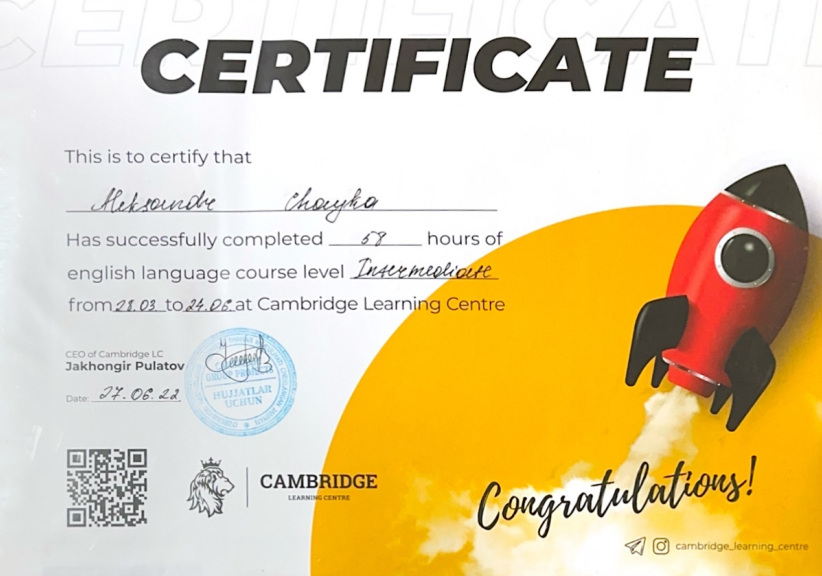 CERTIFICATE
CERTIFICATE
This is to certify that
Aleksandr Chayka
Has successfully completed 58 hours of
english language course level Intermediate
from 28.03 to 24.06 at Cambridge Learning Centre
CEO of Cambridge LC
Jakhongir Pulatov
Date: 27.06.22
HUJJATLAR
UCHUN
CAMBRIDGE
LEARNING CENTRE
Congratulations!
cambridge_learning_centre